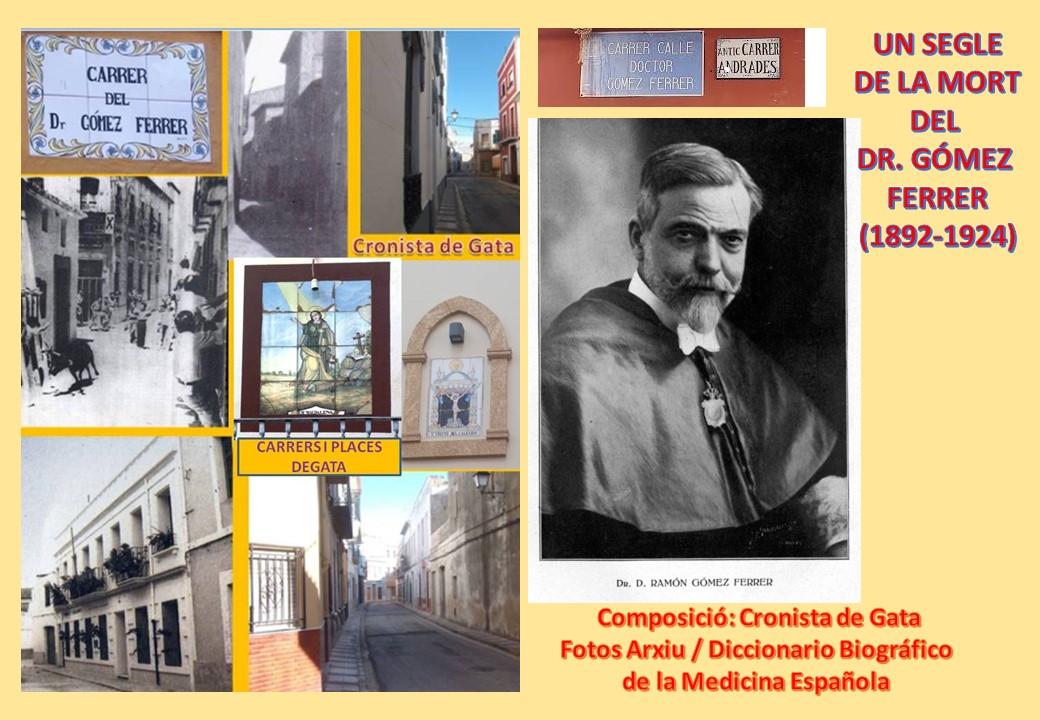 CARRER
DEL
Dr GÓMEZ FERRER
Cronista de Gata
CARRERS I PLACES
DEGATA
CARRER CALLE
DOCTOR
GÓMEZ FERRER
ANTIC CARRER
ANDRADES
UN SEGLE
DE LA MORT
DEL
DR. GÓMEZ
FERRER
(1892-1924)
DR. D. RAMÓN GÓMEZ FERRER
Composició: Cronista de Gata
Fotos Arxiu / Diccionario Biográfico
de la Medicina Española